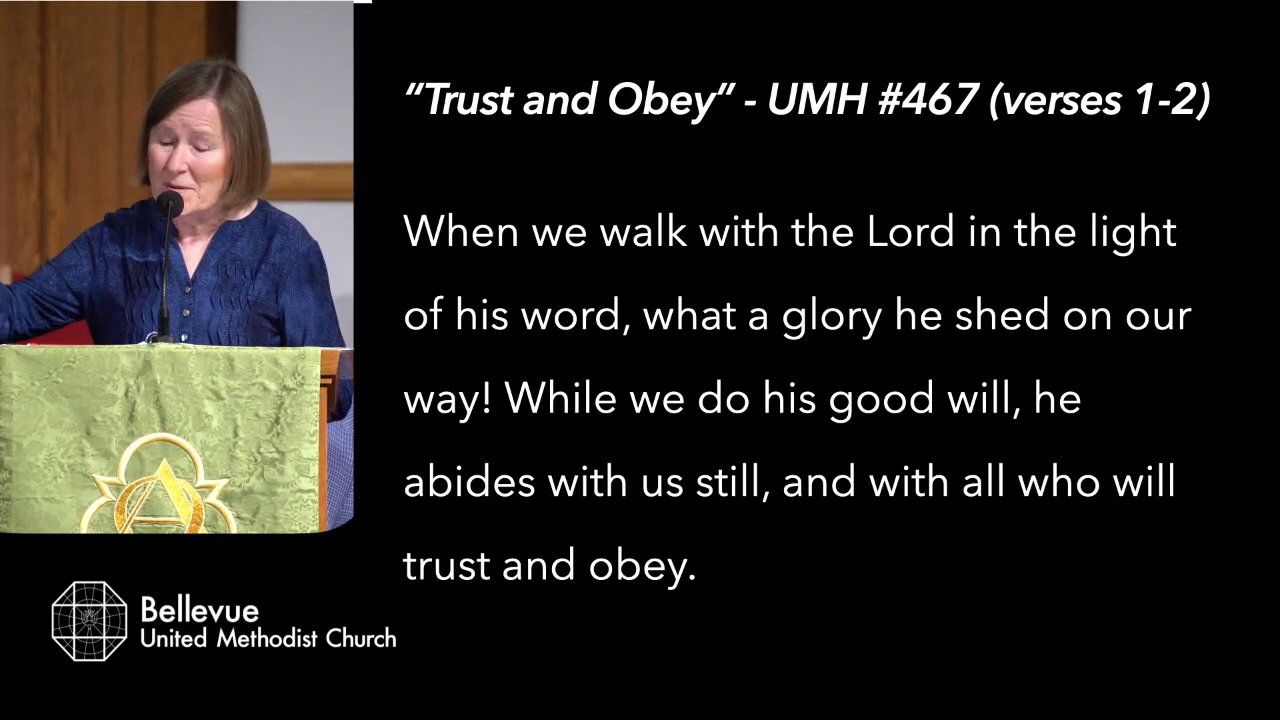 “Trust and Obey” - UMH #467 (verses 1-2)
When we walk with the Lord in the light
of his word, what a glory he shed on our
way! While we do his good will, he
abides with us still, and with all who will
trust and obey.
Bellevue
United Methodist Church